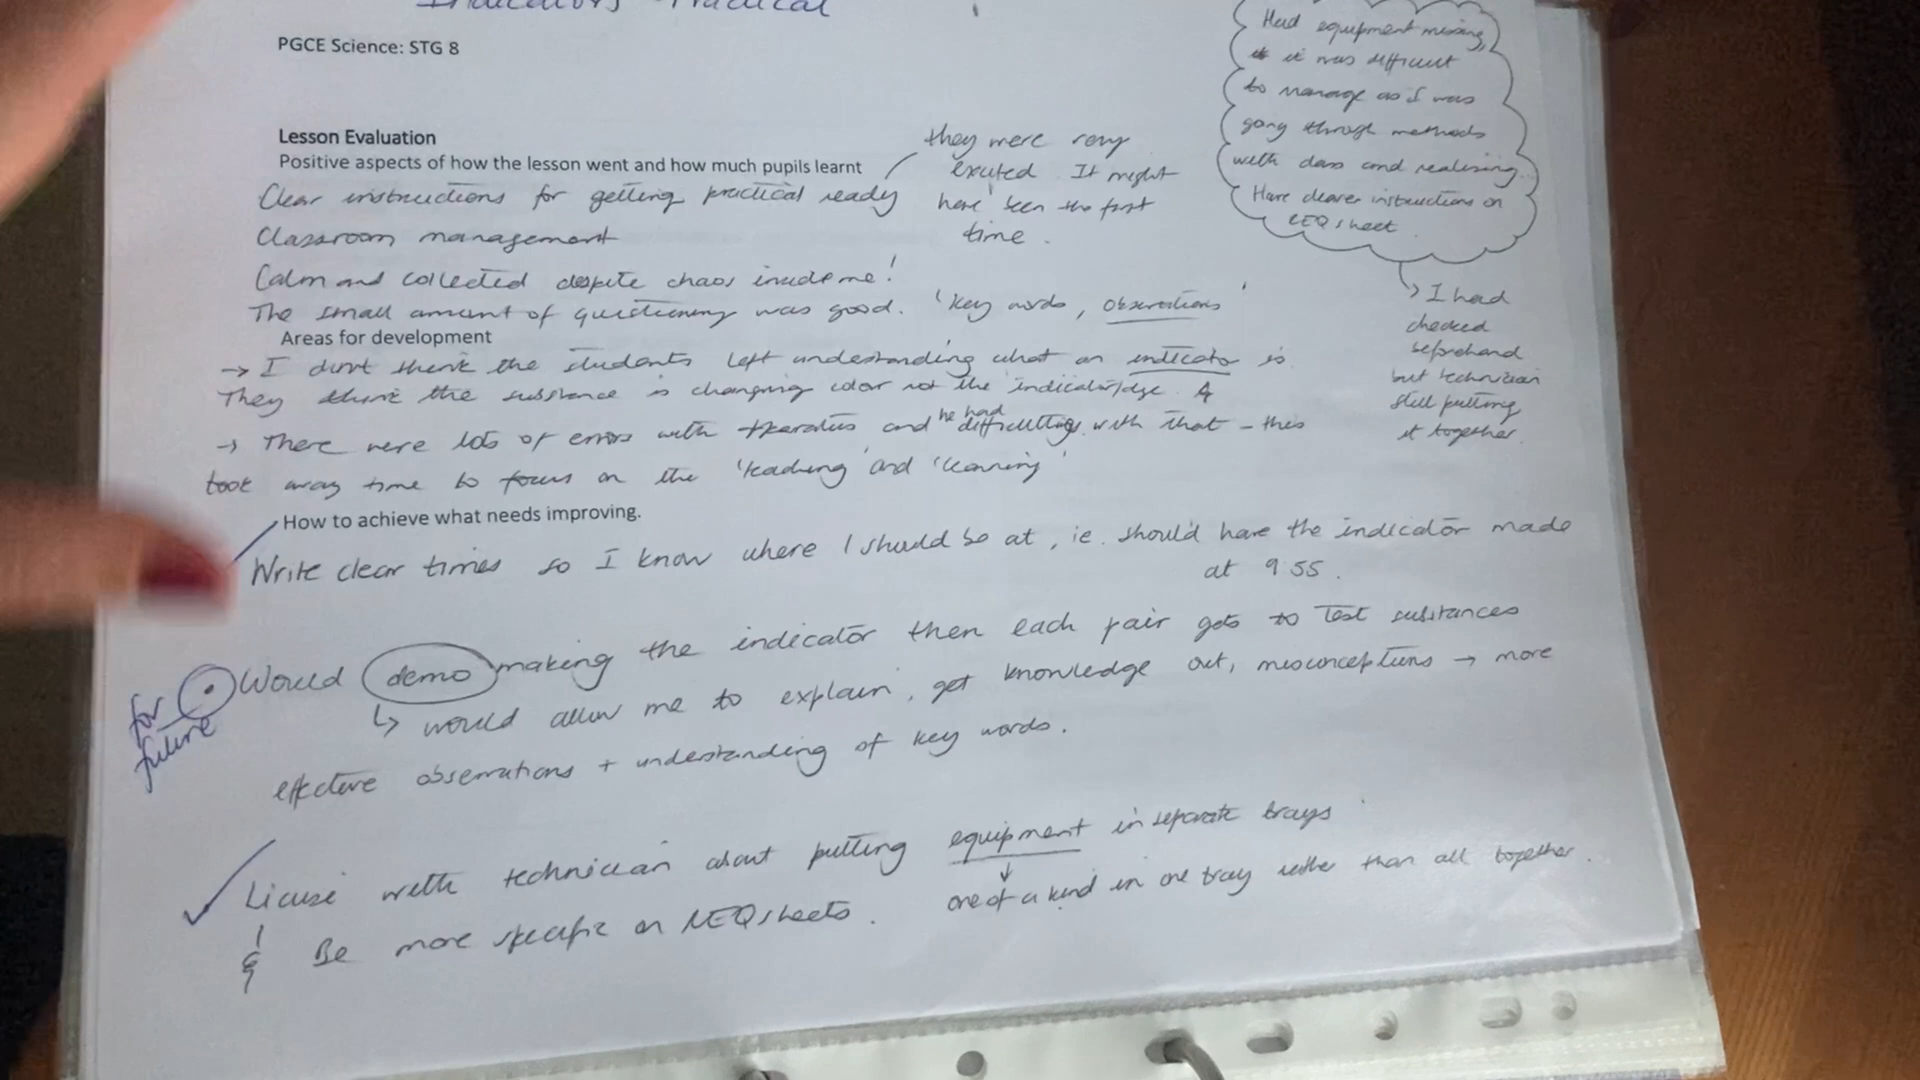 Indicators Practical
PGCE Science: STG 8
Had equipment missing,
it was difficult
to manage as I was
going through methods
with class and realising.
Have clearer instructions on
REQ sheet.
Lesson Evaluation
Positive aspects of how the lesson went and how much pupils learnt
they were very
excited. It might
have been the first
time.
Clear instructions for getting practical ready
Classroom management
Calm and collected despite chaos inside me!
The small amount of questioning was good. 'Key words, observations'
I had
checked
beforehand
but technician
still putting
it together.
Areas for development
→ I dont think the students left understanding what an indicator is
They think the substance is changing color not the indicator/dye.
→ There were lots of errors with and he had difficulties with that - this
took away time to focus on the 'teaching' and 'learning'
How to achieve what needs improving.
Write clear times so I know where I should be at, ie. should have the indicator made
at 9 55.
for future
Would demo making the indicator then each pair gets to test substances
↳ would allow me to explain, get knowledge out, misconceptions → more
effective observations + understanding of key words.
Liase with technician about putting equipment in separate trays
one of a kind in one tray rather than all together.
& Be more specific on REQ sheets.